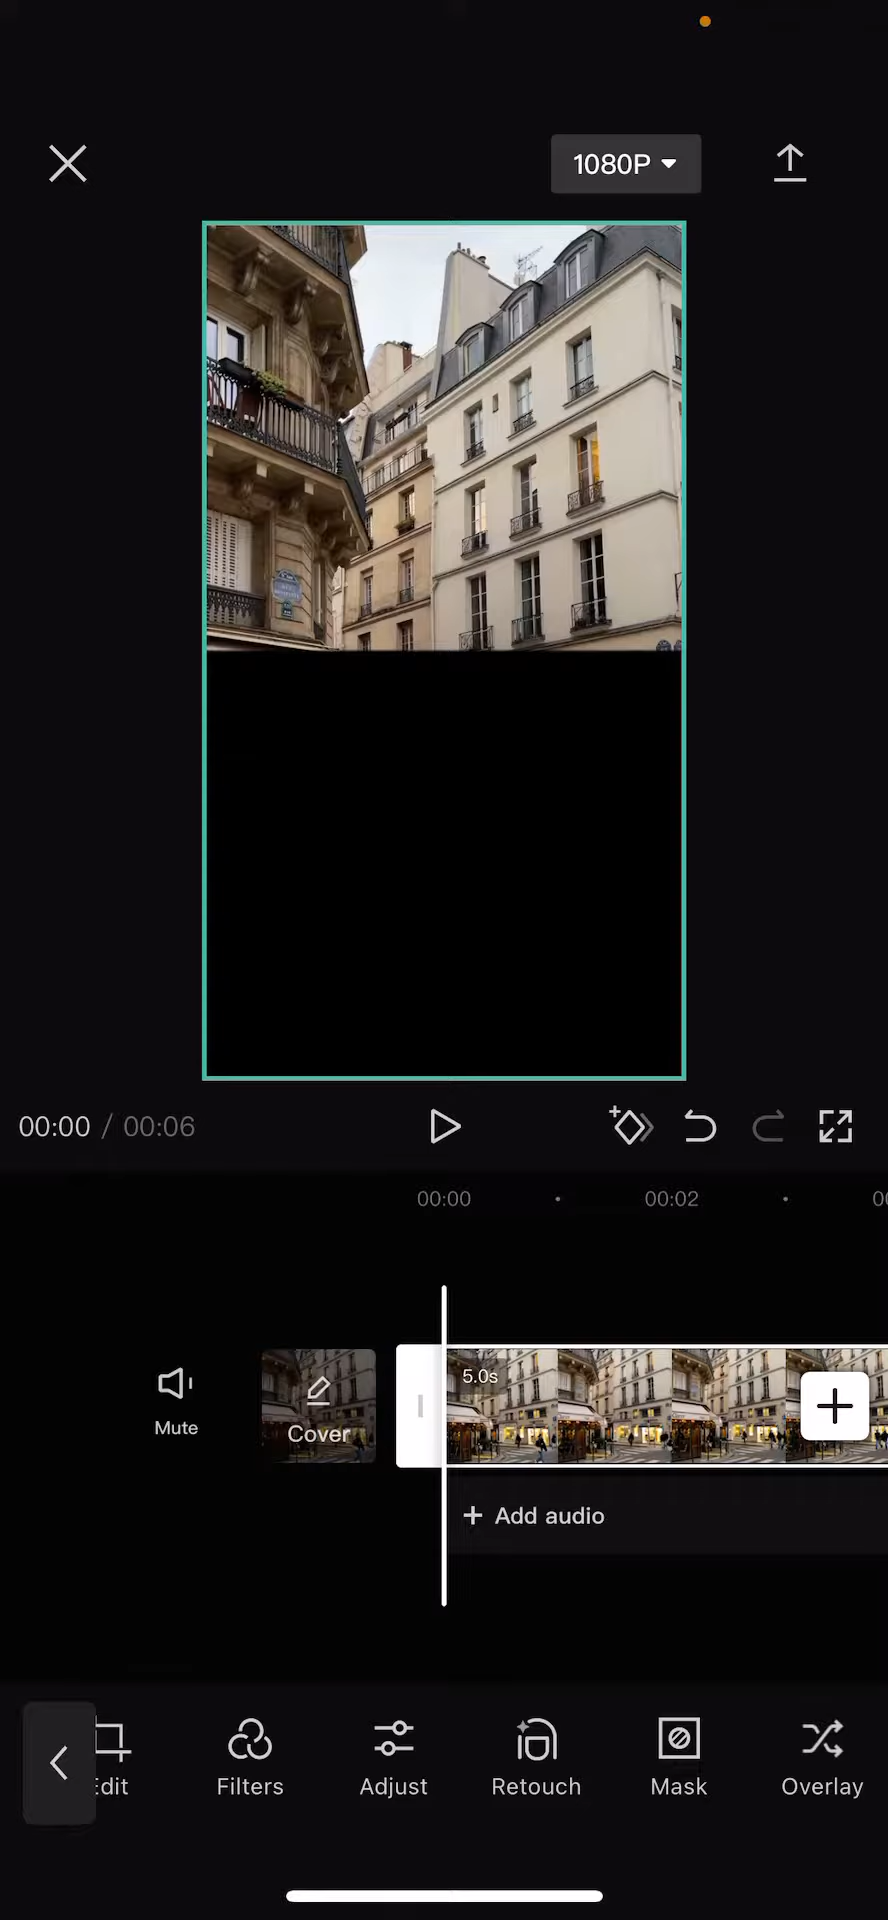 1080P
00:00 / 00:06
00:00 00:02
5.0s
Mute
Cover
+ Add audio
Edit Filters Adjust Retouch Mask Overlay